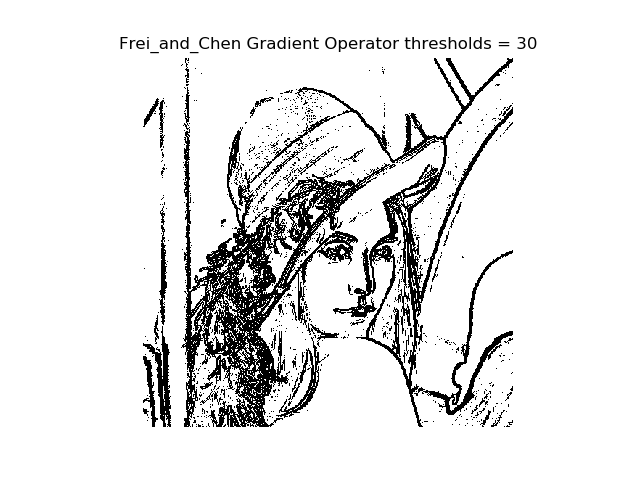 Frei_and_Chen Gradient Operator thresholds = 30